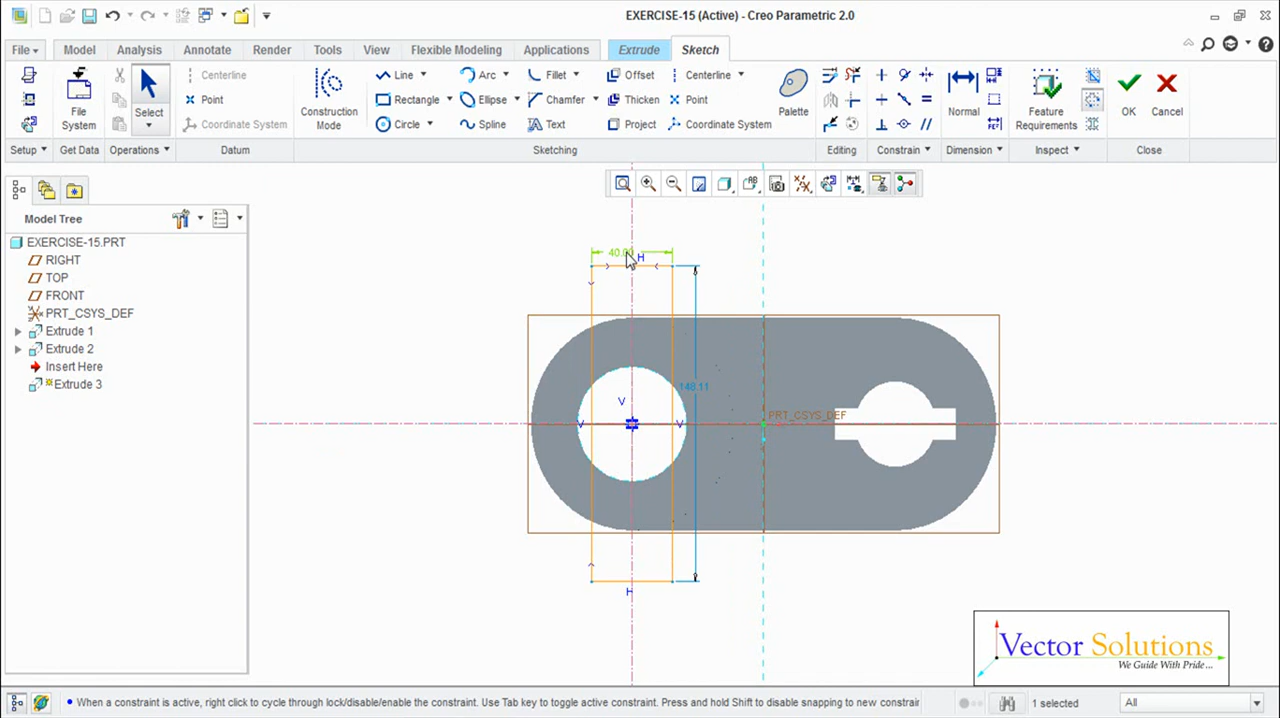 EXERCISE-15 (Active) - Creo Parametric 2.0
File
Model
Analysis
Annotate
Render
Tools
View
Flexible Modeling
Applications
Extrude
Sketch
File System
Select
Centerline
Point
Coordinate System
Construction Mode
Line
Arc
Fillet
Offset
Centerline
Rectangle
Ellipse
Chamfer
Thicken
Point
Circle
Spline
Text
Project
Coordinate System
Palette
Normal
Feature Requirements
OK
Cancel
Setup
Get Data
Operations
Datum
Sketching
Editing
Constrain
Dimension
Inspect
Close
Model Tree
EXERCISE-15.PRT
RIGHT
TOP
FRONT
PRT_CSYS_DEF
Extrude 1
Extrude 2
Insert Here
Extrude 3
H
148.11
V
PRT_CSYS_DEF
V
V
H
Vector Solutions
We Guide With Pride...
When a constraint is active, right click to cycle through lock/disable/enable the constraint. Use Tab key to toggle active constraint. Press and hold Shift to disable snapping to new constrair
1 selected
All